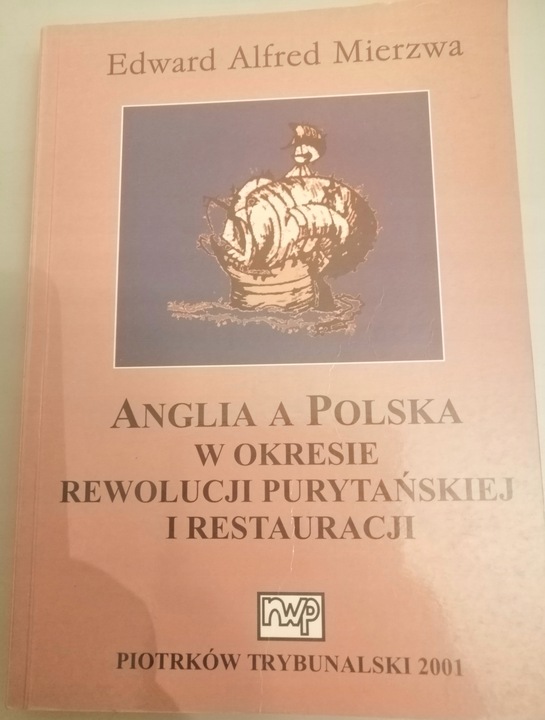 Edward Alfred Mierzwa
ANGLIA A POLSKA
W OKRESIE
REWOLUCJI PURYTAŃSKIEJ
I RESTAURACJI
nwp
PIOTRKÓW TRYBUNALSKI 2001